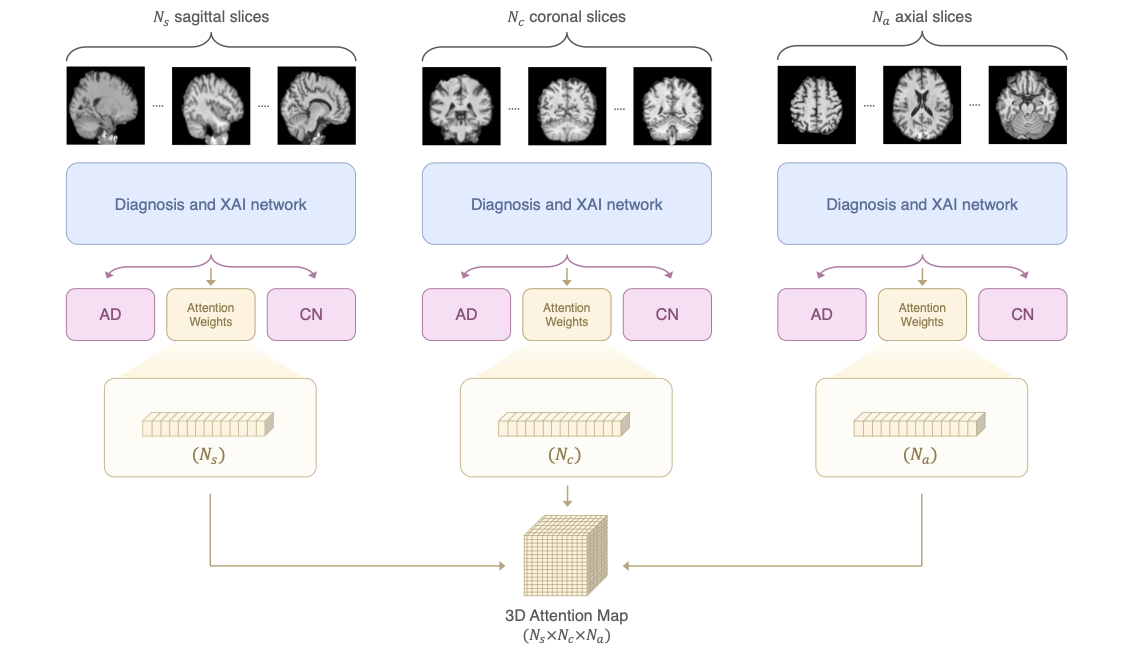 N_s sagittal slices
N_c coronal slices
N_a axial slices
....
....
....
....
....
....
Diagnosis and XAI network
Diagnosis and XAI network
Diagnosis and XAI network
AD
Attention
Weights
CN
AD
Attention
Weights
CN
AD
Attention
Weights
CN
(N_s)
(N_c)
(N_a)
3D Attention Map
(N_s×N_c×N_a)